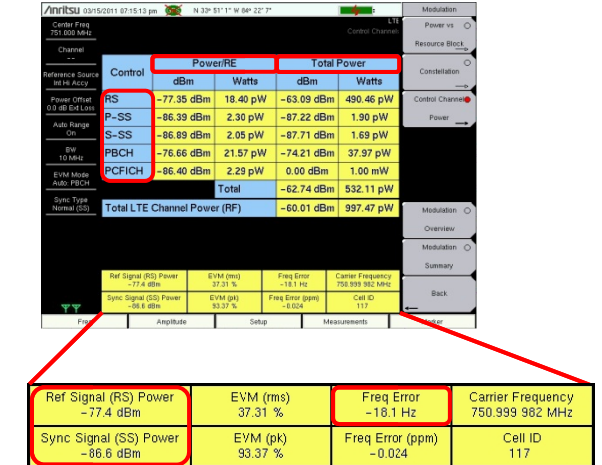 Anritsu 03/15/2011 07:15:13 pm N 33° 51' 1" W 84° 22' 7"
Modulation
Center Freq
751.000 MHz
Channel
--
Reference Source
Int Hi Accy
Power Offset
0.0 dB Ext Loss
Auto Range
On
BW
10 MHz
EVM Mode
Auto: PBCH
Sync Type
Normal (SS)
LTE
Control Channel
Control Power/RE Total Power
dBm Watts dBm Watts
RS -77.35 dBm 18.40 pW -63.09 dBm 490.46 pW
P-SS -86.39 dBm 2.30 pW -87.22 dBm 1.90 pW
S-SS -86.89 dBm 2.05 pW -87.71 dBm 1.69 pW
PBCH -76.66 dBm 21.57 pW -74.21 dBm 37.97 pW
PCFICH -86.40 dBm 2.29 pW 0.00 dBm 1.00 mW
Total -62.74 dBm 532.11 pW
Total LTE Channel Power (RF) -60.01 dBm 997.47 pW
Ref Signal (RS) Power EVM (rms) Freq Error Carrier Frequency
-77.4 dBm 37.31 % -18.1 Hz 750.999 982 MHz
Sync Signal (SS) Power EVM (pk) Freq Error (ppm) Cell ID
-86.6 dBm 93.37 % -0.024 117
Power vs
Resource Block
Constellation
Control Channel
Power
Modulation
Overview
Modulation
Summary
Back
Amplitude Setup Measurements
Ref Signal (RS) Power EVM (rms) Freq Error Carrier Frequency
-77.4 dBm 37.31 % -18.1 Hz 750.999 982 MHz
Sync Signal (SS) Power EVM (pk) Freq Error (ppm) Cell ID
-86.6 dBm 93.37 % -0.024 117